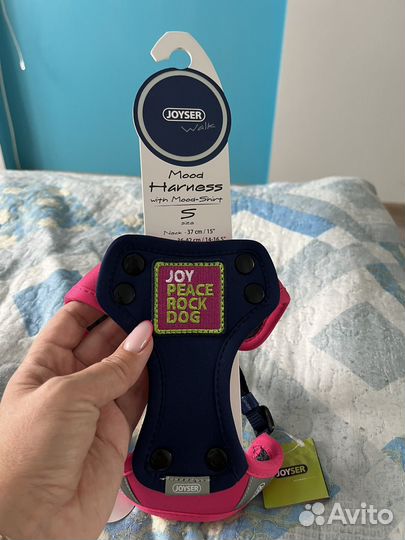 JOYSER
Walk
Mood
Harness
with Mood-Shirt
S
size
Neck - 37 cm / 15"
JOY
PEACE
ROCK
DOG
JOYSER
JOYSER
Avito